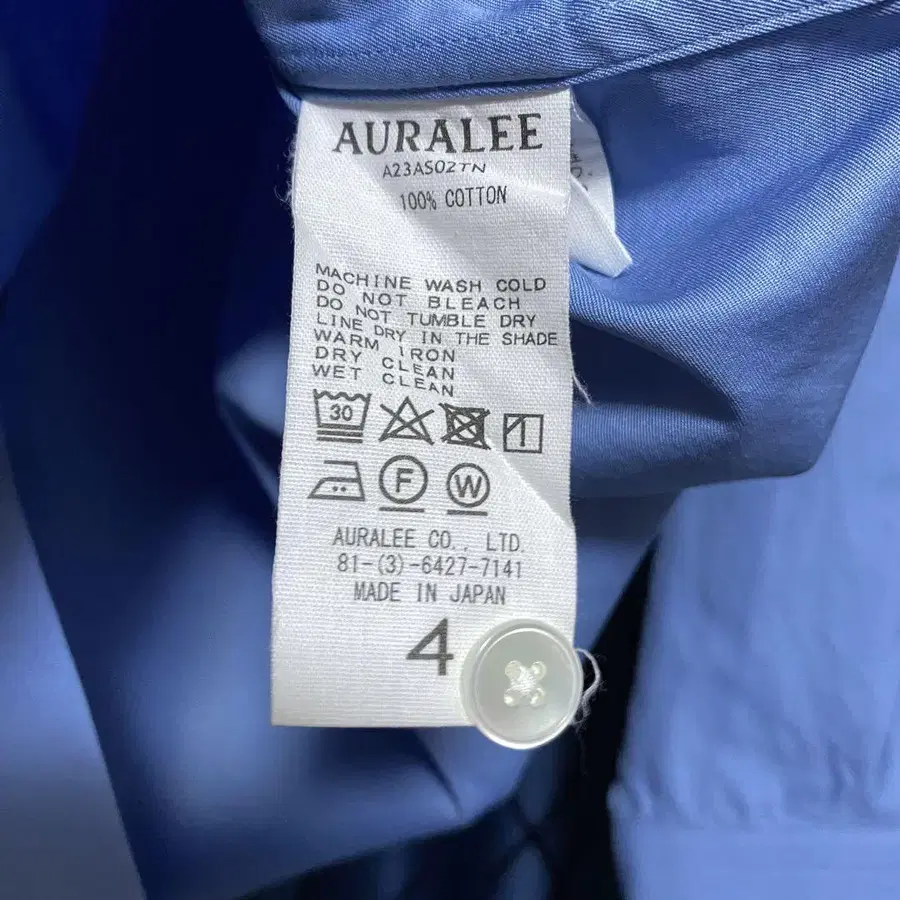 AURALEE
A23AS02TN
100% COTTON
MACHINE WASH COLD
DO NOT BLEACH
DO NOT TUMBLE DRY
LINE DRY IN THE SHADE
WARM IRON
DRY CLEAN
WET CLEAN
30
F W
AURALEE CO., LTD.
81-(3)-6427-7141
MADE IN JAPAN
4